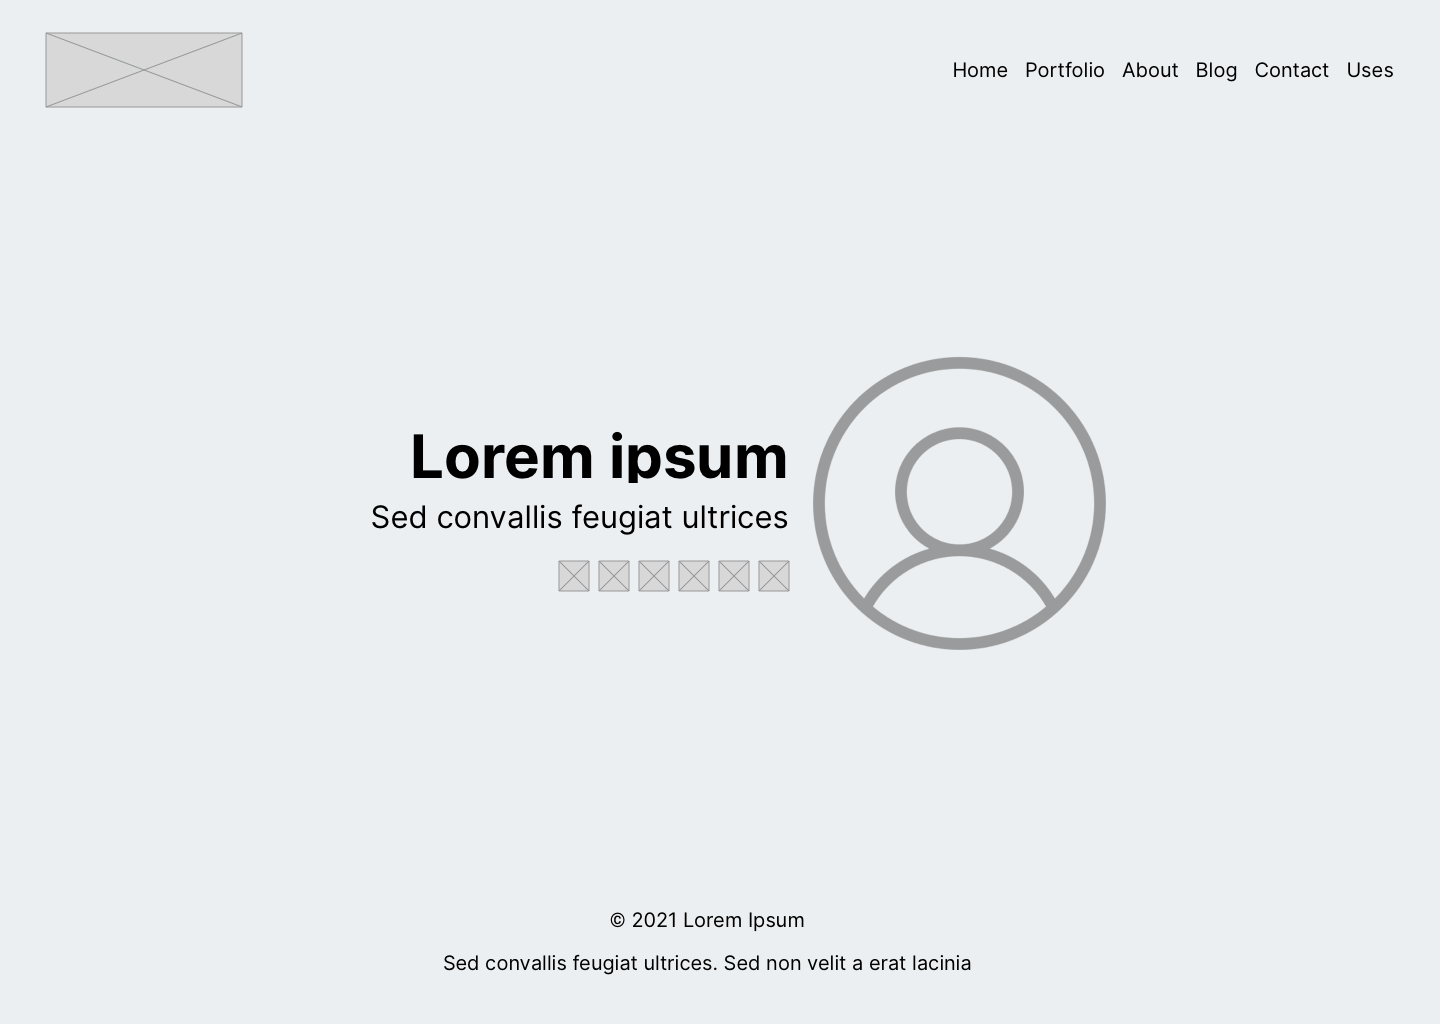 Home Portfolio About Blog Contact Uses
Lorem ipsum
Sed convallis feugiat ultrices
© 2021 Lorem Ipsum
Sed convallis feugiat ultrices. Sed non velit a erat lacinia